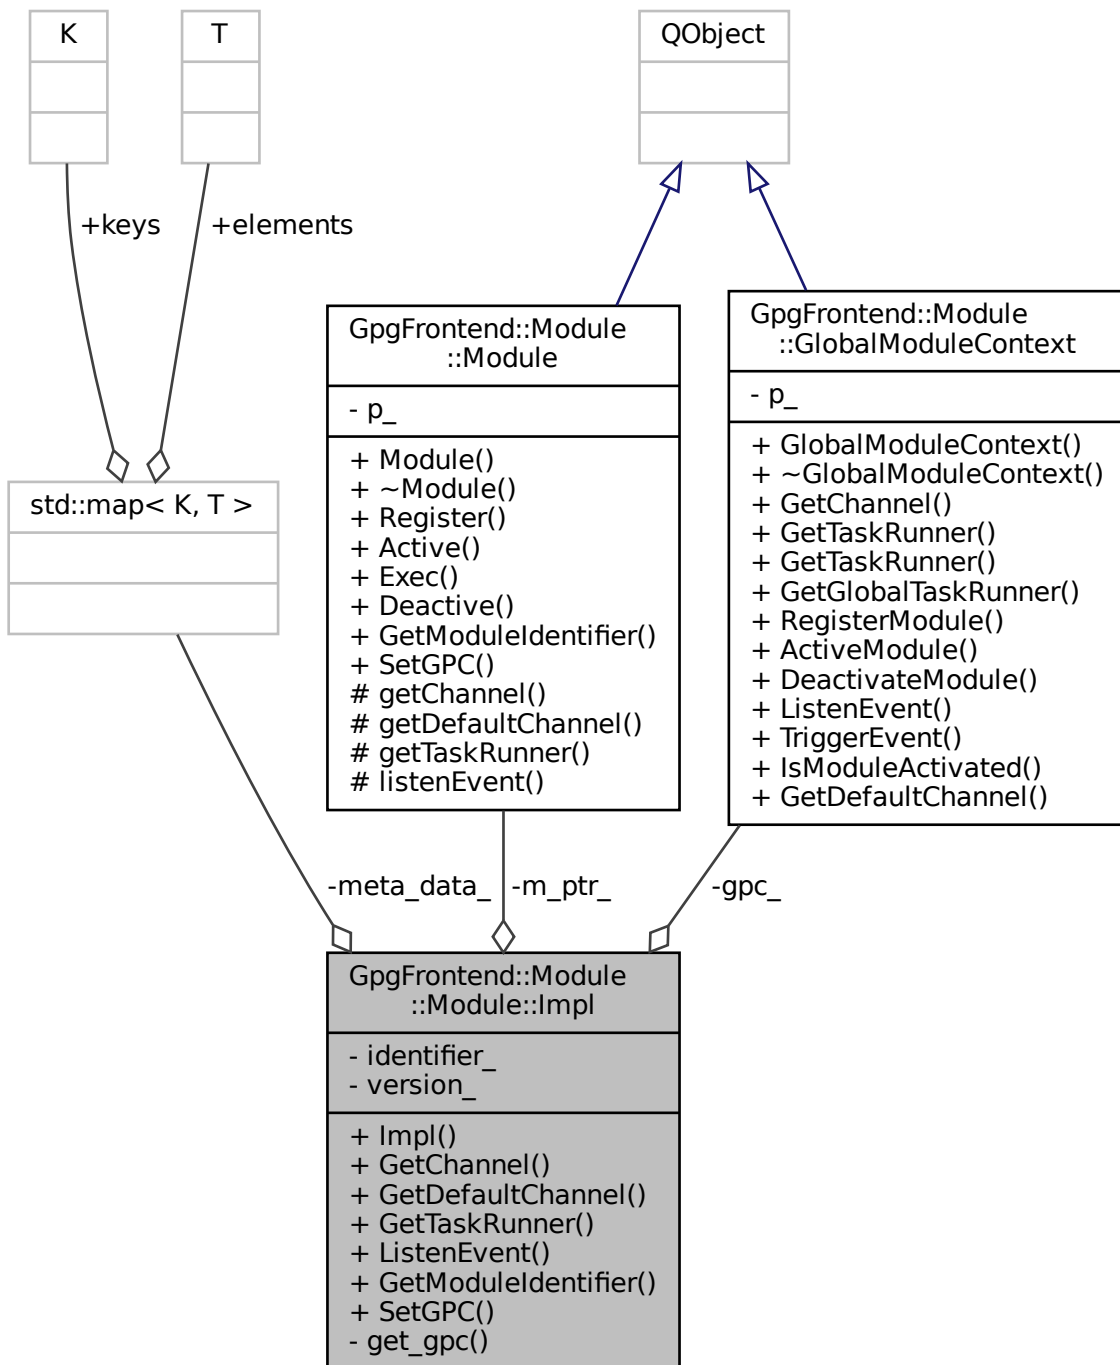 K
T
QObject
+keys
+elements
GpgFrontend::Module
::Module
- p_
+ Module()
+ ~Module()
+ Register()
+ Active()
+ Exec()
+ Deactive()
+ GetModuleIdentifier()
+ SetGPC()
# getChannel()
# getDefaultChannel()
# getTaskRunner()
# listenEvent()
GpgFrontend::Module
::GlobalModuleContext
- p_
+ GlobalModuleContext()
+ ~GlobalModuleContext()
+ GetChannel()
+ GetTaskRunner()
+ GetTaskRunner()
+ GetGlobalTaskRunner()
+ RegisterModule()
+ ActiveModule()
+ DeactivateModule()
+ ListenEvent()
+ TriggerEvent()
+ IsModuleActivated()
+ GetDefaultChannel()
std::map< K, T >
-meta_data_
-m_ptr_
-gpc_
GpgFrontend::Module
::Module::Impl
- identifier_
- version_
+ Impl()
+ GetChannel()
+ GetDefaultChannel()
+ GetTaskRunner()
+ ListenEvent()
+ GetModuleIdentifier()
+ SetGPC()
- get_gpc()